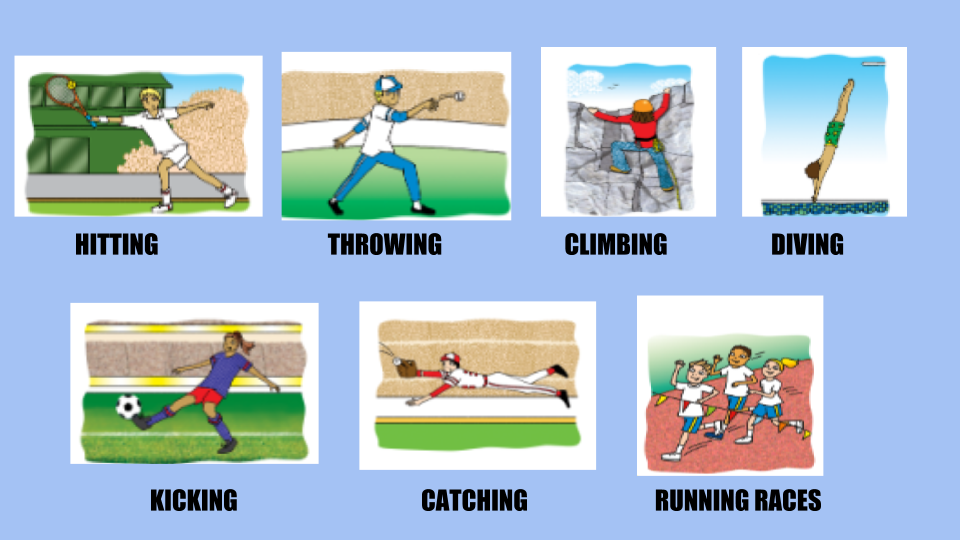 HITTING
THROWING
CLIMBING
DIVING
KICKING
CATCHING
RUNNING RACES